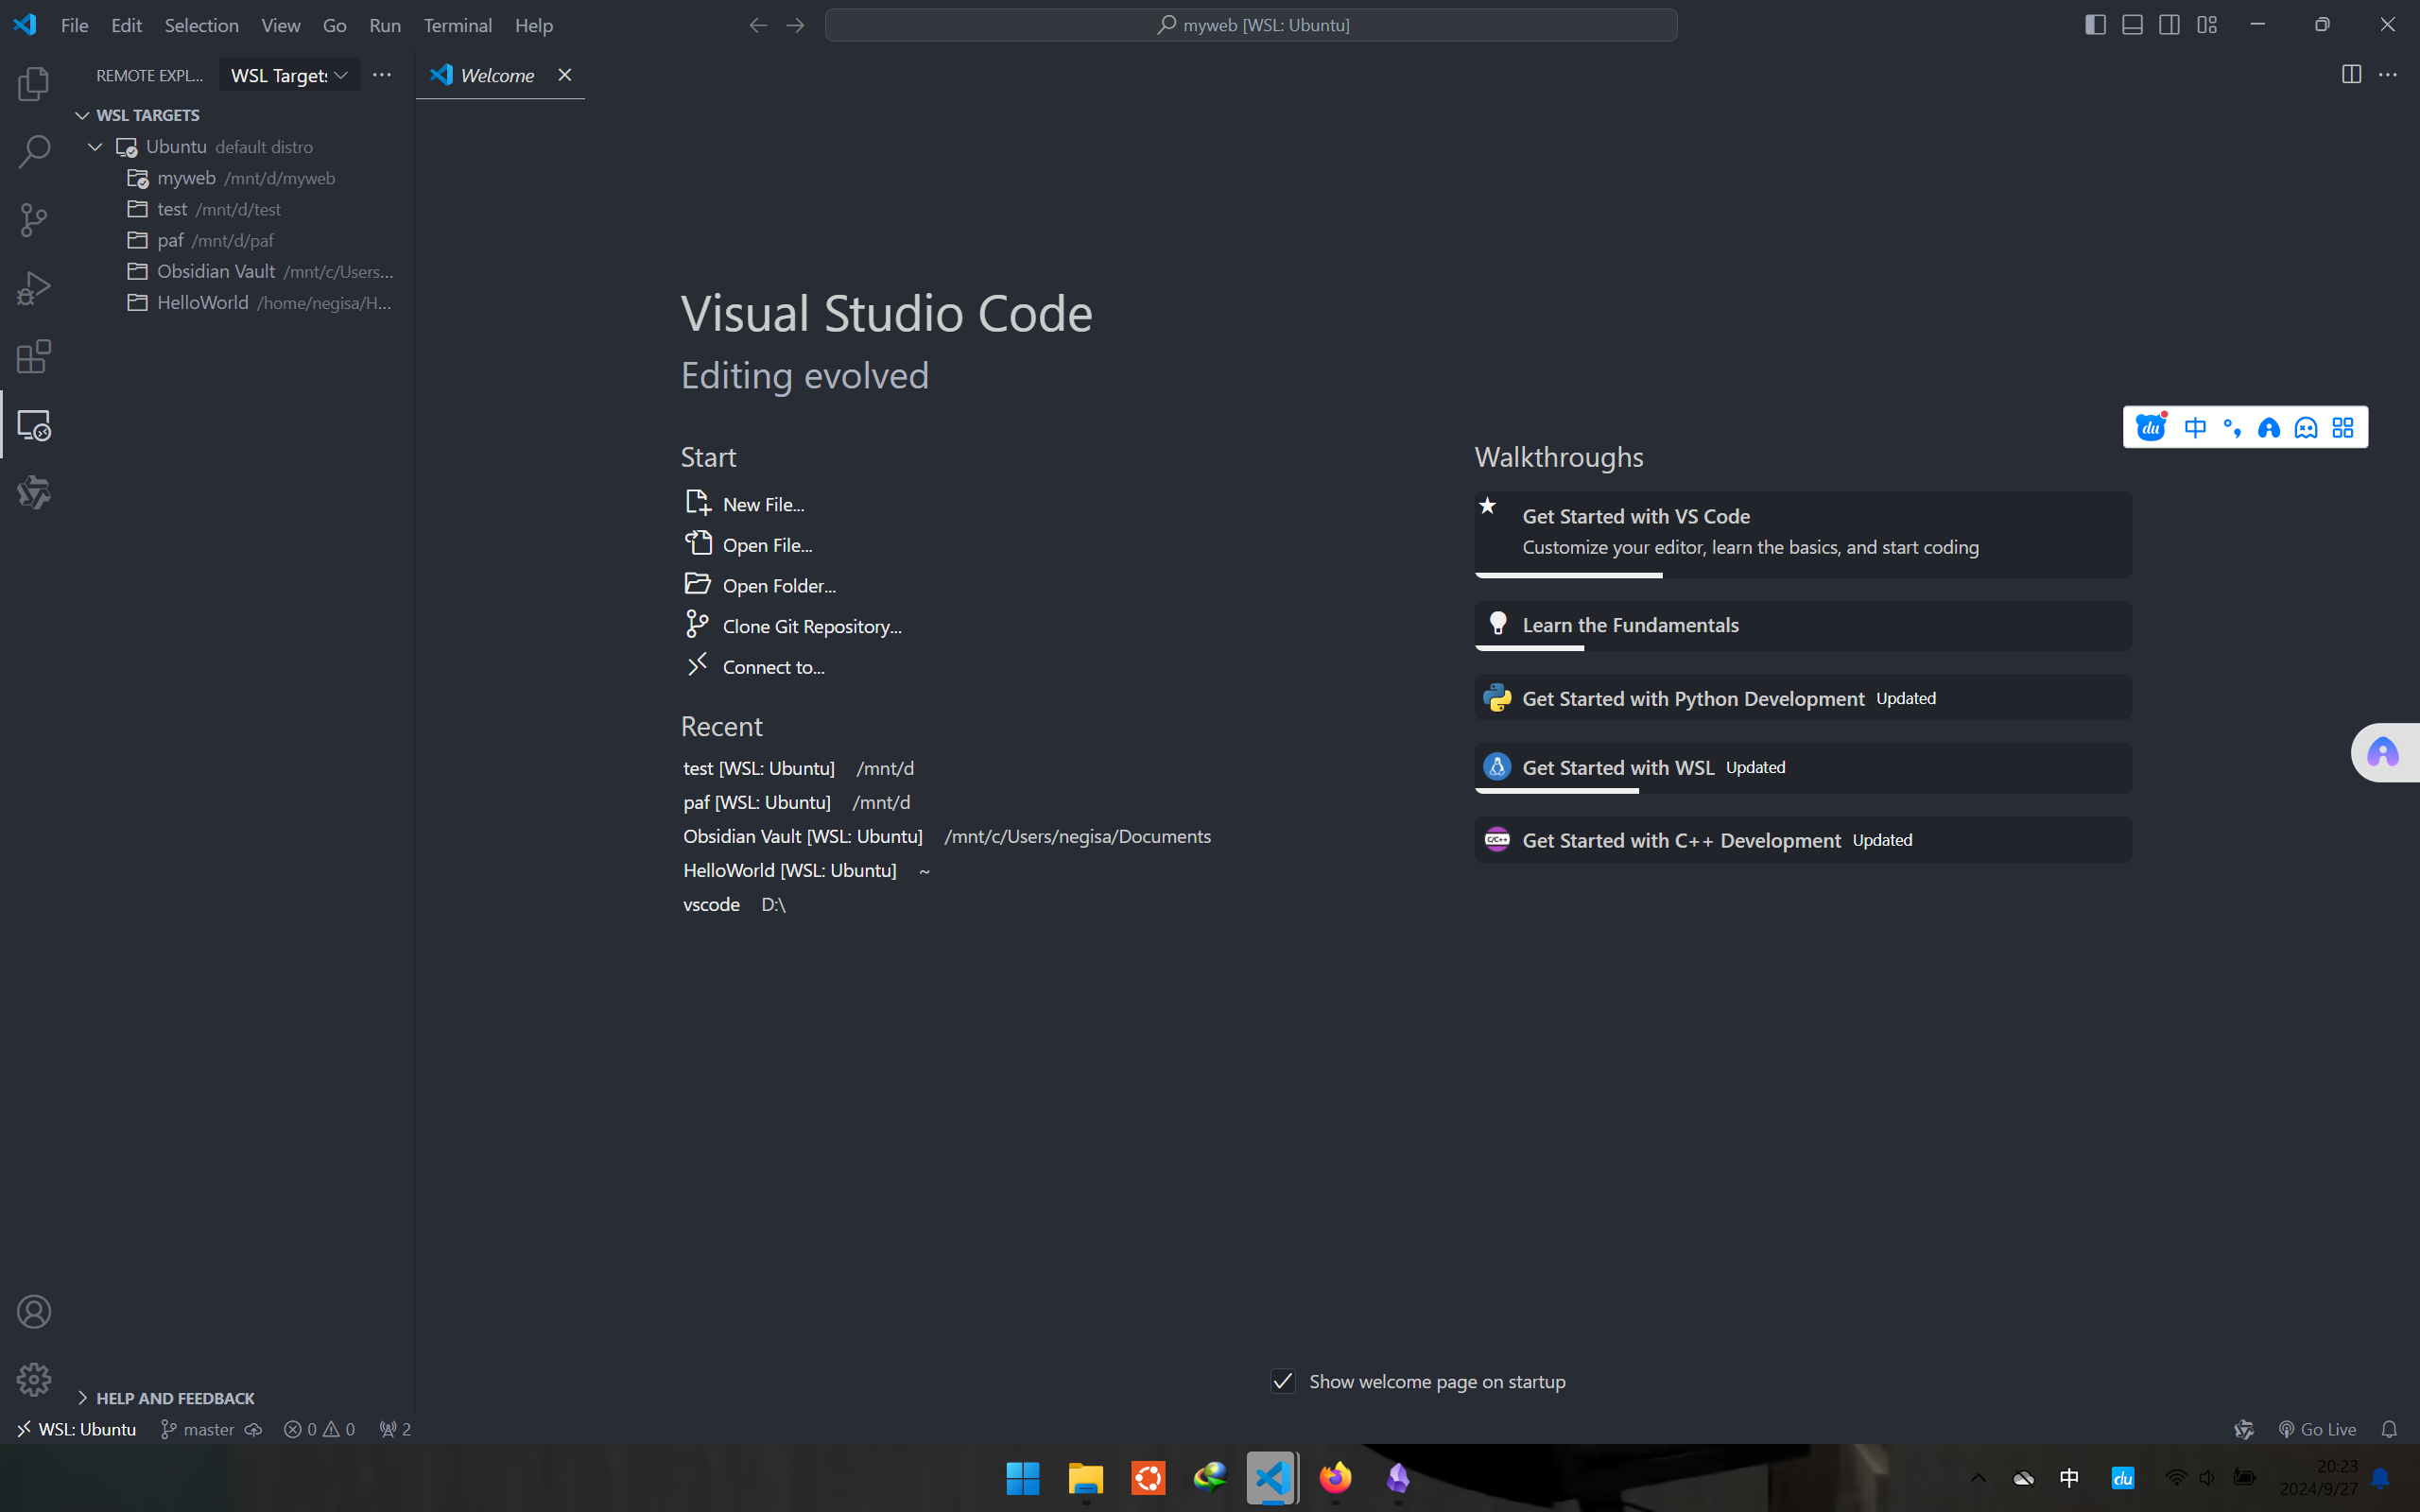 File Edit Selection View Go Run Terminal Help
myweb [WSL: Ubuntu]
REMOTE EXPL...
WSL Targets
Welcome
WSL TARGETS
Ubuntu default distro
myweb /mnt/d/myweb
test /mnt/d/test
paf /mnt/d/paf
Obsidian Vault /mnt/c/Users...
HelloWorld /home/negisa/H...
Visual Studio Code
Editing evolved
Start
New File...
Open File...
Open Folder...
Clone Git Repository...
Connect to...
Recent
test [WSL: Ubuntu] /mnt/d
paf [WSL: Ubuntu] /mnt/d
Obsidian Vault [WSL: Ubuntu] /mnt/c/Users/negisa/Documents
HelloWorld [WSL: Ubuntu] ~
vscode D:\
du 中 °,
Walkthroughs
Get Started with VS Code
Customize your editor, learn the basics, and start coding
Learn the Fundamentals
Get Started with Python Development Updated
Get Started with WSL Updated
C/C++ Get Started with C++ Development Updated
Show welcome page on startup
HELP AND FEEDBACK
WSL: Ubuntu master 0 0 2
Go Live
中 du
20:23
2024/9/27